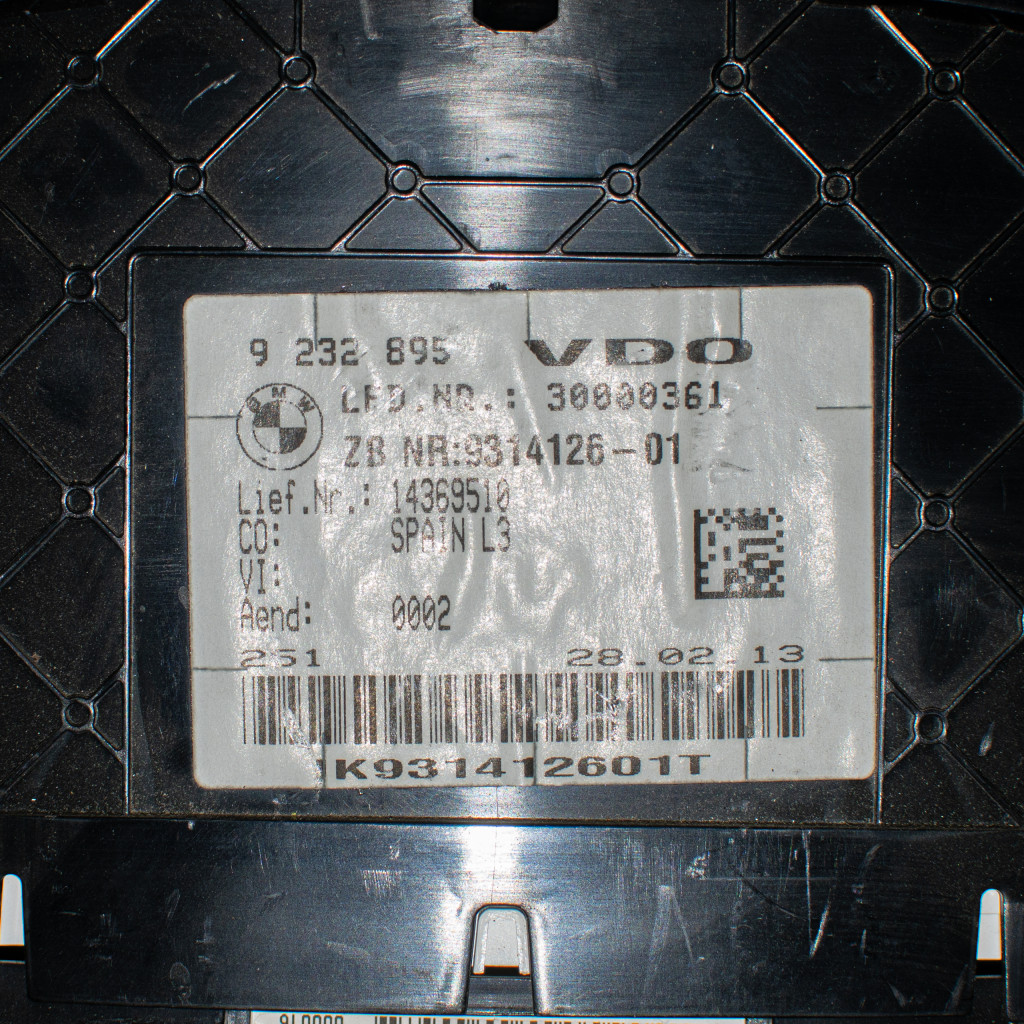 9 232 895 VDO
BMW
LFD.NR.: 30000361
ZB NR:9314126-01
Lief.Nr.: 14369510
CO: SPAIN L3
VI:
Aend: 0002
251 28.02.13
K931412601T